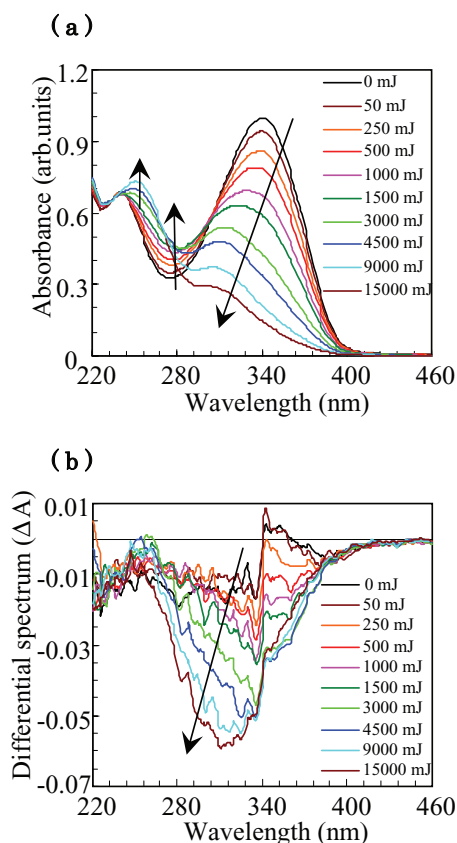 (a)
Absorbance (arb.units)
1.2
0.9
0.6
0.3
0
220 280 340 400 460
Wavelength (nm)
0 mJ
50 mJ
250 mJ
500 mJ
1000 mJ
1500 mJ
3000 mJ
4500 mJ
9000 mJ
15000 mJ
(b)
Differential spectrum (ΔA)
0.01
-0.01
-0.03
-0.05
-0.07
220 280 340 400 460
Wavelength (nm)
0 mJ
50 mJ
250 mJ
500 mJ
1000 mJ
1500 mJ
3000 mJ
4500 mJ
9000 mJ
15000 mJ